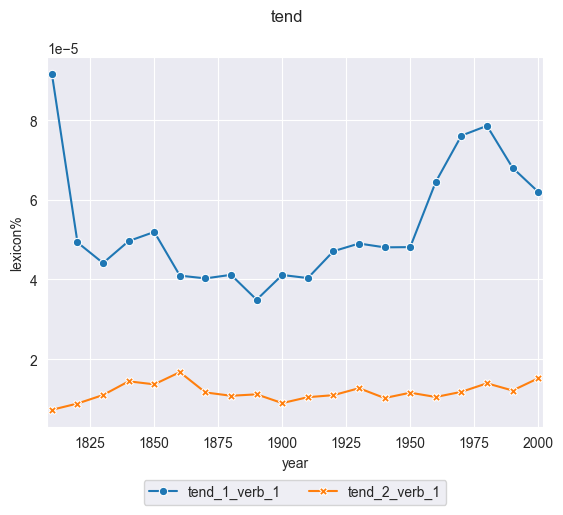 tend
1e−5
8
6
4
2
lexicon%
1825 1850 1875 1900 1925 1950 1975 2000
year
tend_1_verb_1 tend_2_verb_1